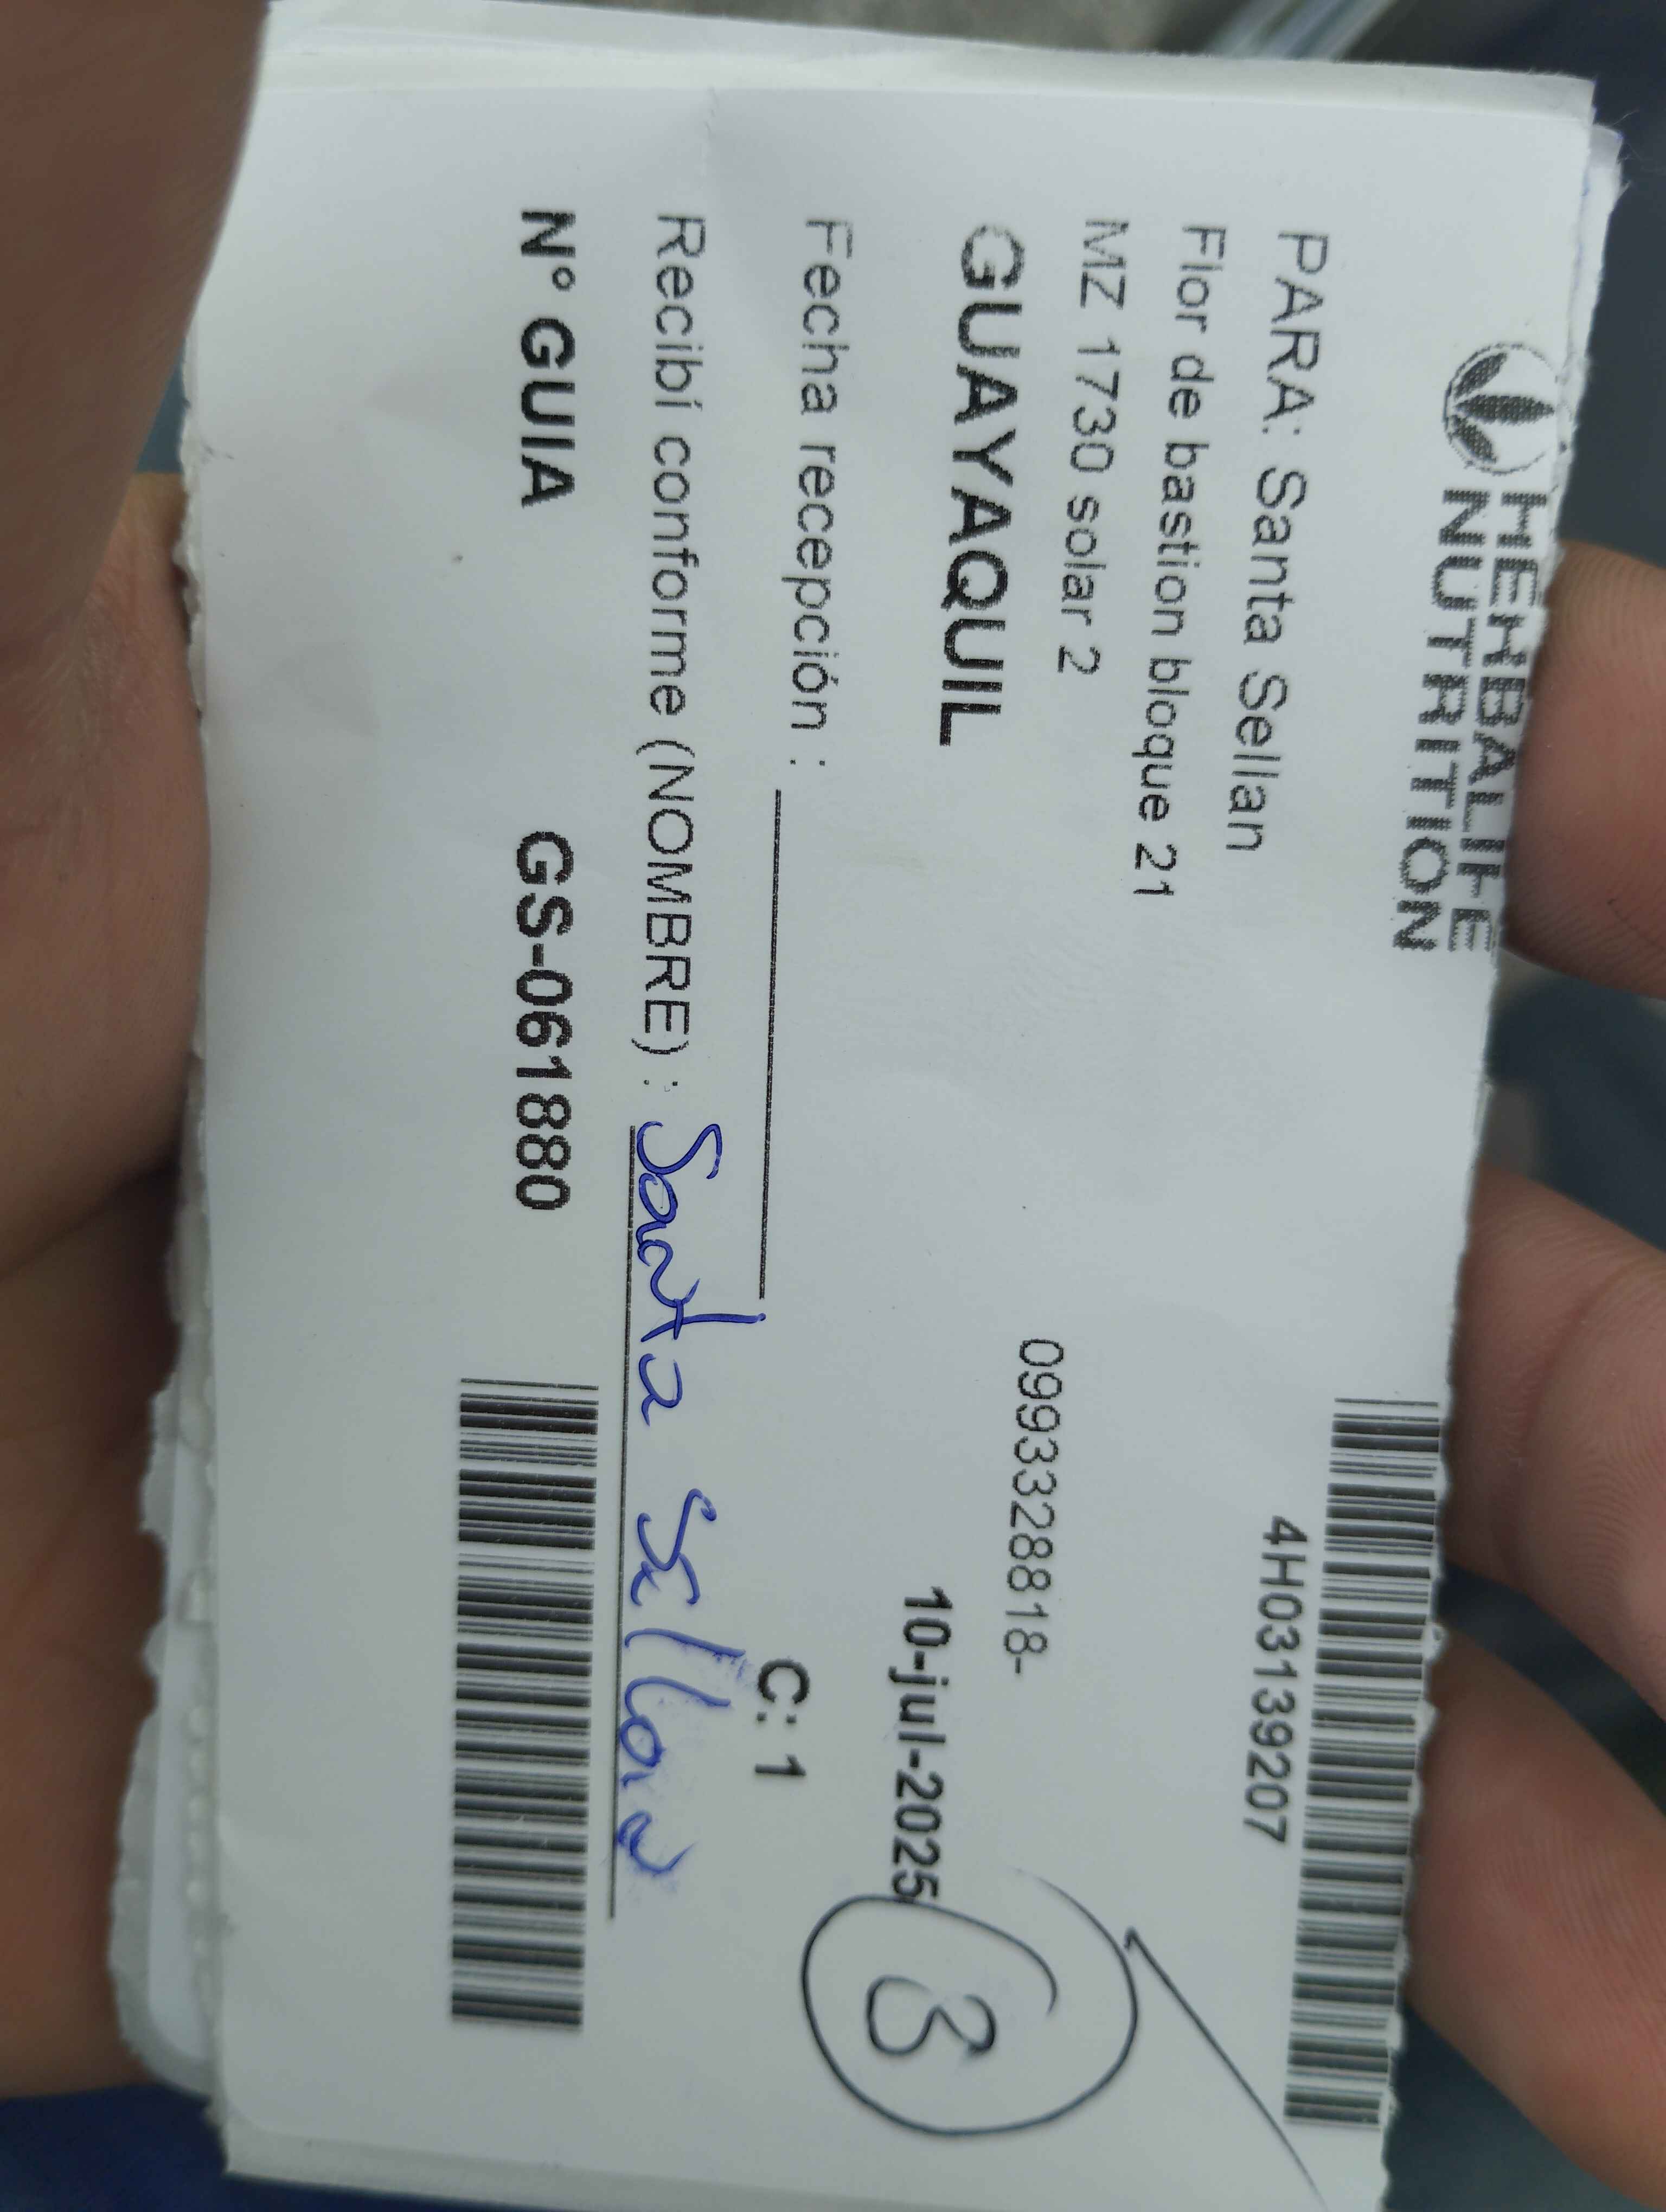 HERBALIFE
NUTRITION
4H03139207
PARA: Santa Sellan
Flor de bastion bloque 21
MZ 1730 solar 2
0993328818-
GUAYAQUIL
10-jul-2025
3
Fecha recepción :
C: 1
Recibí conforme (NOMBRE) : Santa Sellan
N° GUIA GS-061880